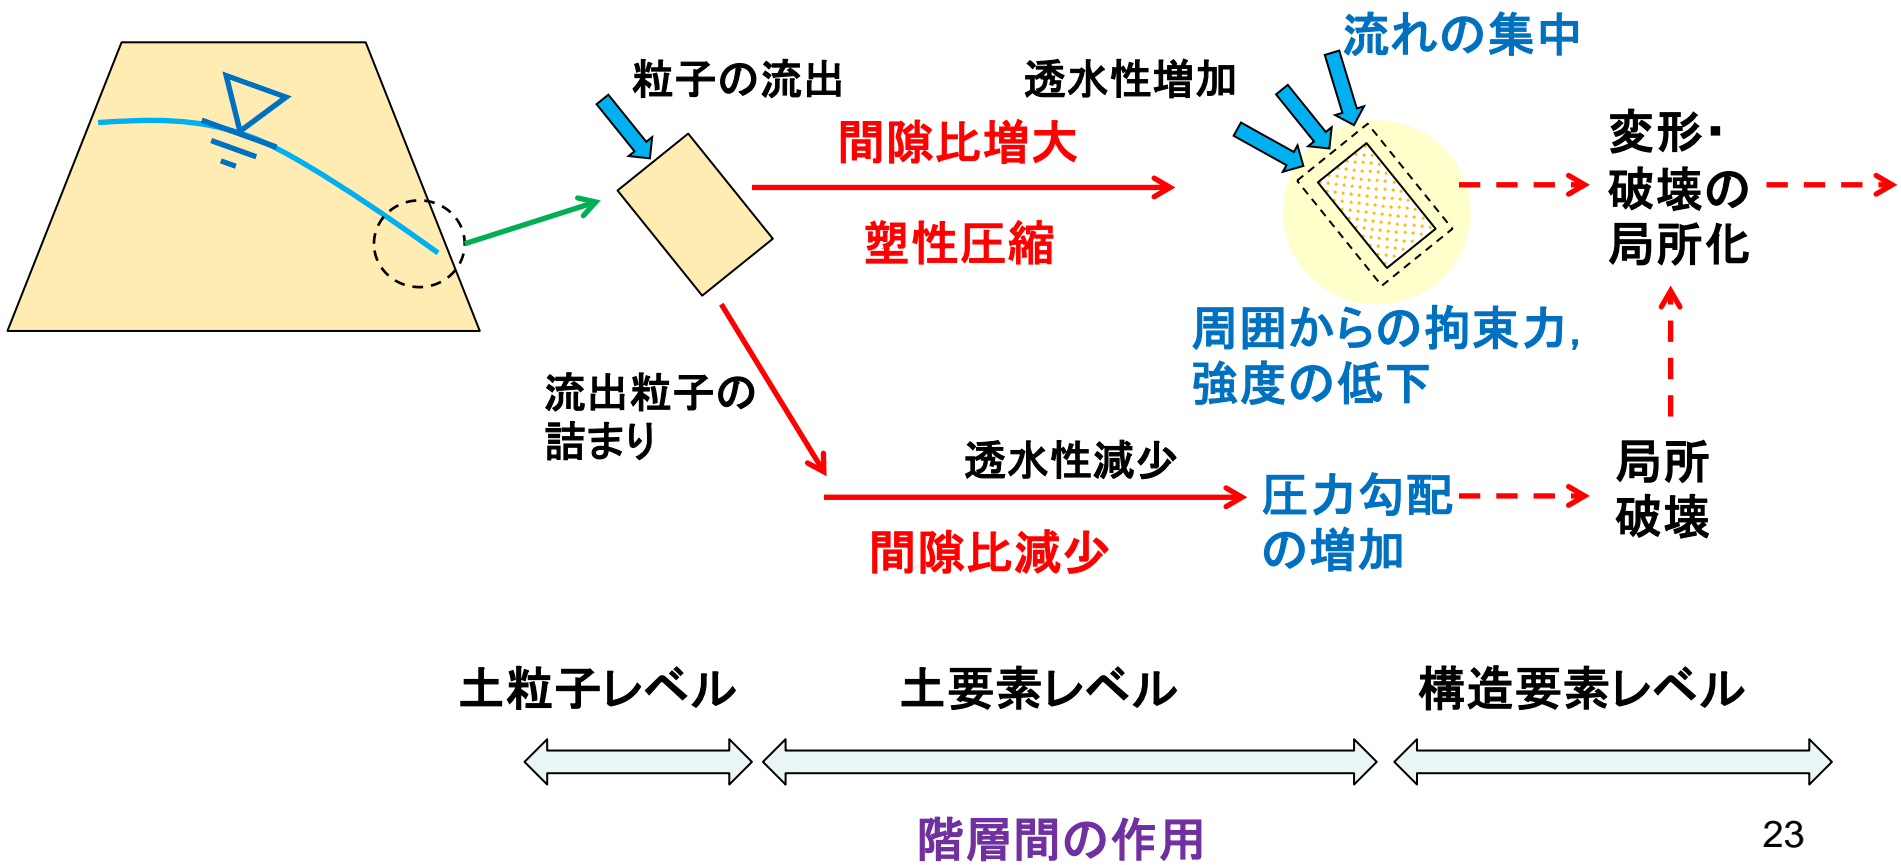 流れの集中
粒子の流出
透水性増加
間隙比増大
変形・
破壊の
局所化
塑性圧縮
周囲からの拘束力,
強度の低下
流出粒子の
詰まり
透水性減少
局所
破壊
圧力勾配
の増加
間隙比減少
土粒子レベル
土要素レベル
構造要素レベル
階層間の作用
23